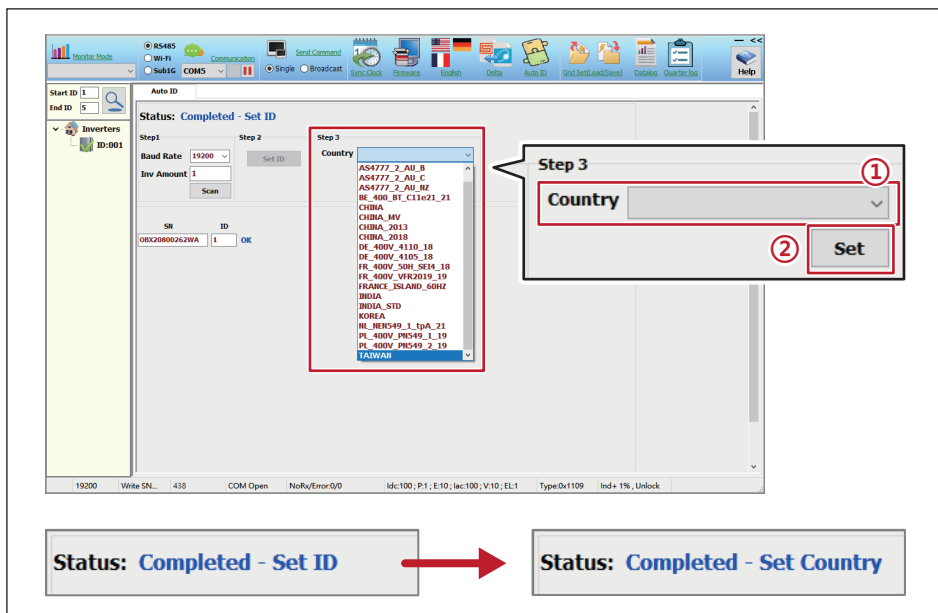 Monitor Mode
RS485
Wi-Fi
Sub1G
COM5
Communication
Single
Broadcast
Send Command
Sync Clock
Firmware
English
Delta
Auto ID
Grid Set(Load/Save)
Datalog
Quarter log
— <<
Help
Start ID 1
End ID 5
Inverters
ID:001
Auto ID
Status: Completed - Set ID
Step1
Step 2
Step 3
Baud Rate 19200
Set ID
Inv Amount 1
Scan
SN ID
OBX20800262WA 1 OK
Country
AS4777_2_AU_B
AS4777_2_AU_C
AS4777_2_AU_NZ
BE_400_BT_C11e21_21
CHINA
CHINA_MV
CHINA_2013
CHINA_2018
DE_400V_4110_18
DE_400V_4105_18
FR_400V_50H_SEI4_18
FR_400V_VFR2019_19
FRANCE_ISLAND_60HZ
INDIA
INDIA_STD
KOREA
NL_NEN549_1_tpA_21
PL_400V_PN549_1_19
PL_400V_PN549_2_19
TAIWAN
Step 3
①
Country
②
Set
19200 Write SN... 438 COM Open NoRx/Error:0/0 Idc:100 ; P:1 ; E:10 ; Iac:100 ; V:10 ; EL:1 Type:0x1109 Ind+ 1% , Unlock
Status: Completed - Set ID
Status: Completed - Set Country